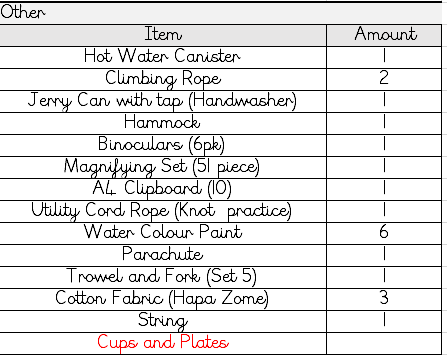 Other
Item Amount
Hot Water Canister 1
Climbing Rope 2
Jerry Can with tap (Handwasher) 1
Hammock 1
Binoculars (6pk) 1
Magnifying Set (51 piece) 1
A4 Clipboard (10) 1
Utility Cord Rope (Knot practice) 1
Water Colour Paint 6
Parachute 1
Trowel and Fork (Set 5) 1
Cotton Fabric (Hapa Zome) 3
String 1
Cups and Plates